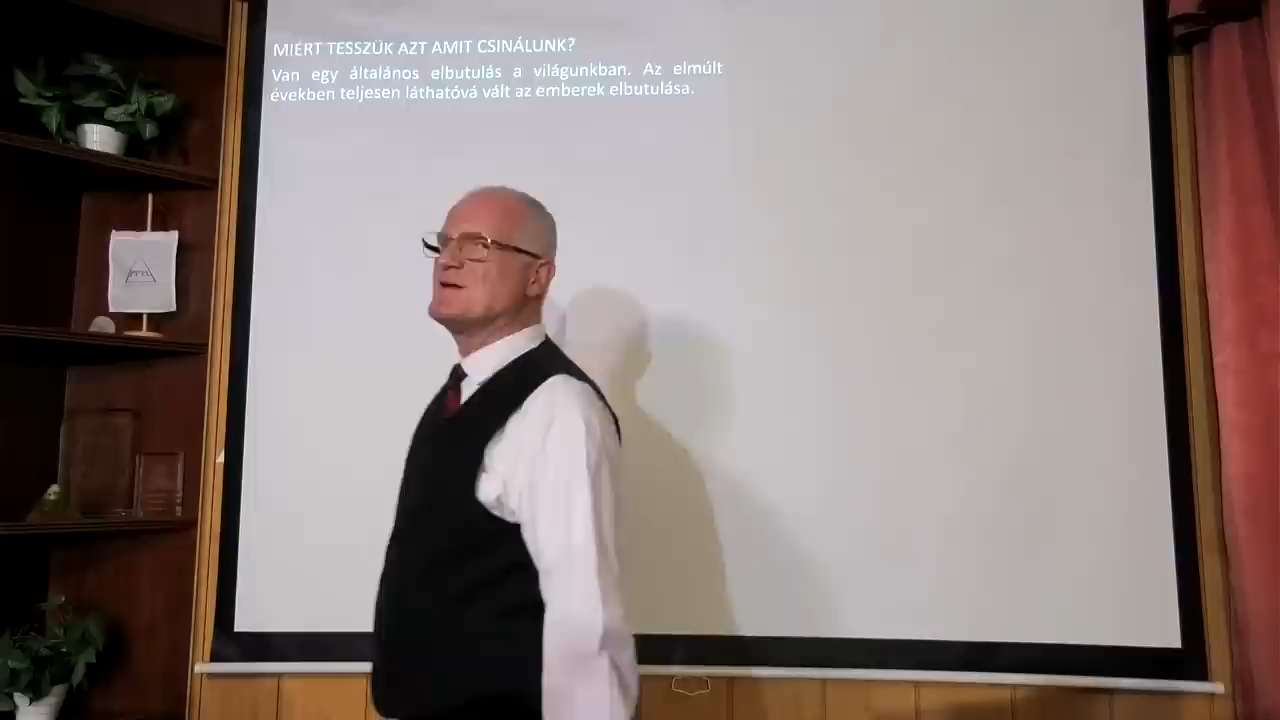 MIÉRT TESSZÜK AZT AMIT CSINÁLUNK?
Van egy általános elbutulás a világunkban. Az elmúlt
években teljesen láthatóvá vált az emberek elbutulása.